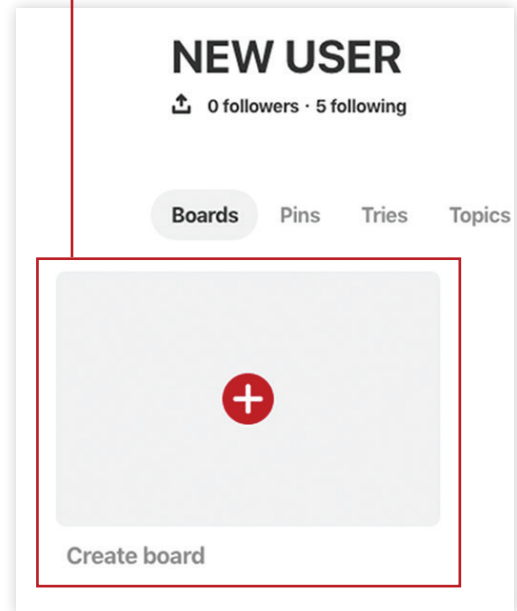 NEW USER
0 followers · 5 following
Boards Pins Tries Topics
Create board